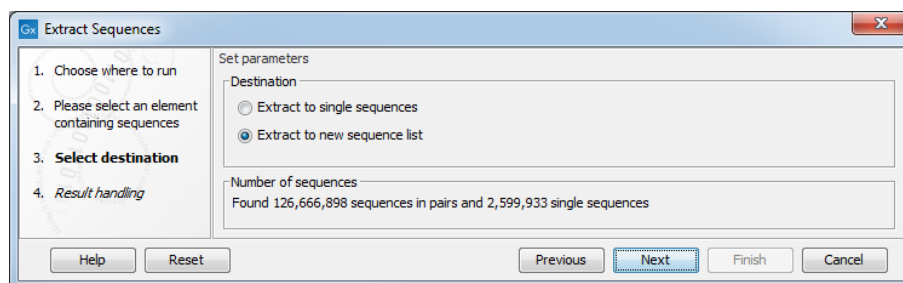 Gx Extract Sequences
1. Choose where to run
2. Please select an element
containing sequences
3. Select destination
4. Result handling
Set parameters
Destination
Extract to single sequences
Extract to new sequence list
Number of sequences
Found 126,666,898 sequences in pairs and 2,599,933 single sequences
Help Reset Previous Next Finish Cancel